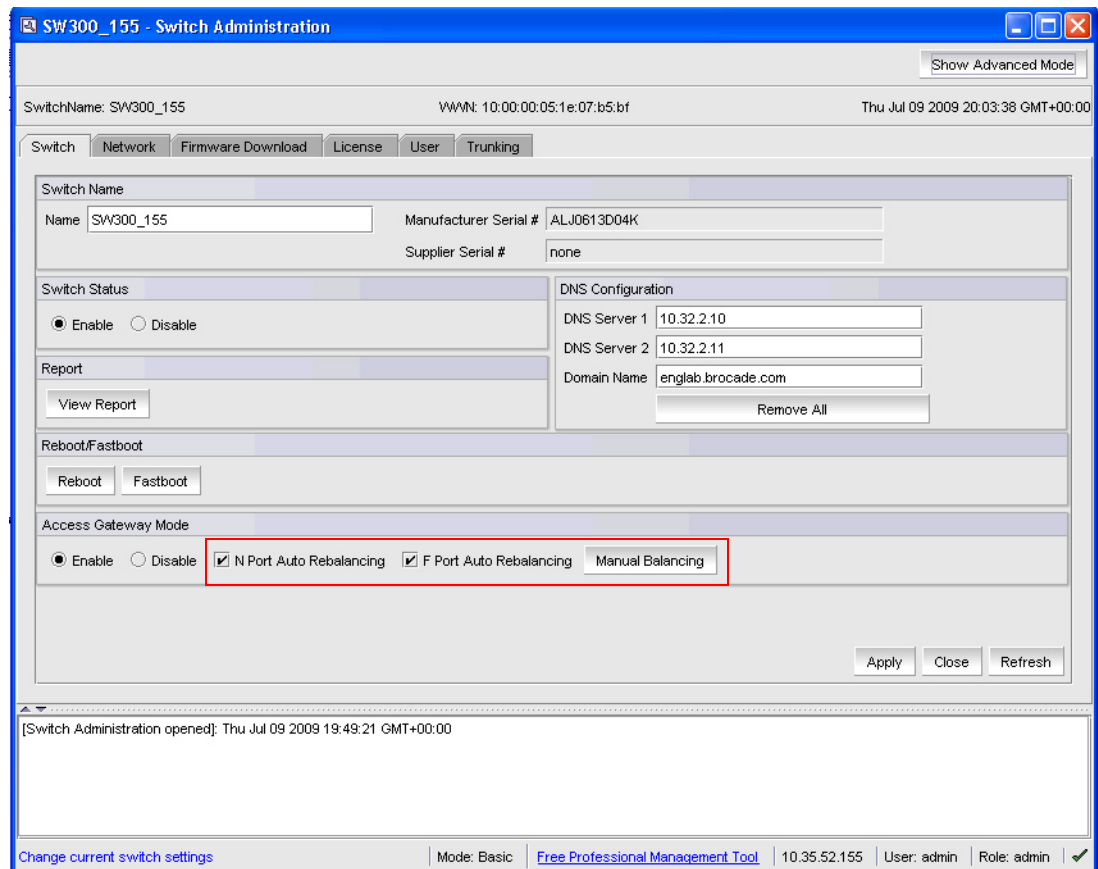 SW300_155 - Switch Administration
Show Advanced Mode
SwitchName: SW300_155 WWN: 10:00:00:05:1e:07:b5:bf Thu Jul 09 2009 20:03:38 GMT+00:00
Switch Network Firmware Download License User Trunking
Switch Name
Name SW300_155 Manufacturer Serial # ALJ0613D04K
Supplier Serial # none
Switch Status
Enable Disable
DNS Configuration
DNS Server 1 10.32.2.10
DNS Server 2 10.32.2.11
Domain Name englab.brocade.com
Remove All
Report
View Report
Reboot/Fastboot
Reboot Fastboot
Access Gateway Mode
Enable Disable N Port Auto Rebalancing F Port Auto Rebalancing Manual Balancing
Apply Close Refresh
[Switch Administration opened]: Thu Jul 09 2009 19:49:21 GMT+00:00
Change current switch settings Mode: Basic Free Professional Management Tool 10.35.52.155 User: admin Role: admin